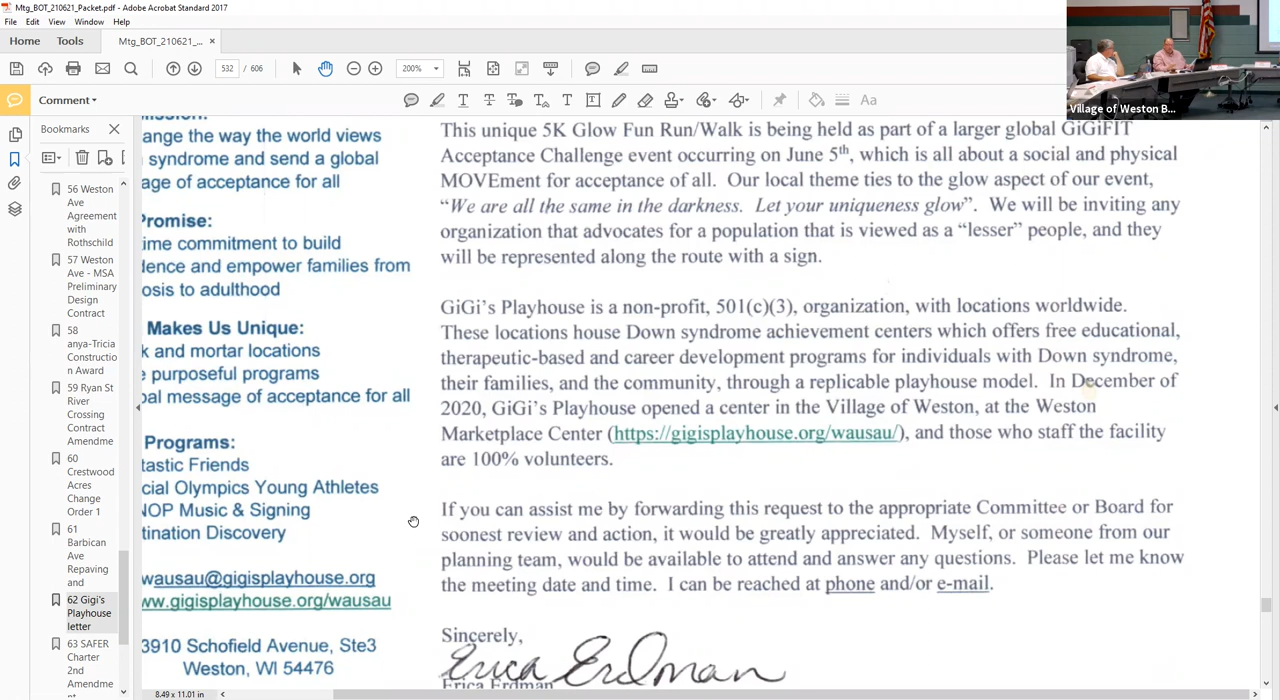 Mtg_BOT_210621_Packet.pdf - Adobe Acrobat Standard 2017
File Edit View Window Help
Home Tools Mtg_BOT_210621_... ×
532 / 606 200%
Comment
Village of Weston B...
Bookmarks
56 Weston
Ave
Agreement
with
Rothschild
57 Weston
Ave - MSA
Preliminary
Design
Contract
58
anya-Tricia
Constructio
n Award
59 Ryan St
River
Crossing
Contract
Amendme
60
Crestwood
Acres
Change
Order 1
61
Barbican
Ave
Repaving
and
62 Gigi's
Playhouse
letter
63 SAFER
Charter
2nd
Amendme
ange the way the world views
syndrome and send a global
age of acceptance for all
Promise:
ime commitment to build
dence and empower families from
osis to adulthood
Makes Us Unique:
k and mortar locations
e purposeful programs
bal message of acceptance for all
Programs:
tastic Friends
cial Olympics Young Athletes
NOP Music & Signing
tination Discovery
wausau@gigisplayhouse.org
ww.gigisplayhouse.org/wausau
3910 Schofield Avenue, Ste3
Weston, WI 54476
This unique 5K Glow Fun Run/Walk is being held as part of a larger global GiGiFIT
Acceptance Challenge event occurring on June 5th, which is all about a social and physical
MOVEment for acceptance of all. Our local theme ties to the glow aspect of our event,
“We are all the same in the darkness. Let your uniqueness glow”. We will be inviting any
organization that advocates for a population that is viewed as a “lesser” people, and they
will be represented along the route with a sign.
GiGi’s Playhouse is a non-profit, 501(c)(3), organization, with locations worldwide.
These locations house Down syndrome achievement centers which offers free educational,
therapeutic-based and career development programs for individuals with Down syndrome,
their families, and the community, through a replicable playhouse model. In December of
2020, GiGi’s Playhouse opened a center in the Village of Weston, at the Weston
Marketplace Center (https://gigisplayhouse.org/wausau/), and those who staff the facility
are 100% volunteers.
If you can assist me by forwarding this request to the appropriate Committee or Board for
soonest review and action, it would be greatly appreciated. Myself, or someone from our
planning team, would be available to attend and answer any questions. Please let me know
the meeting date and time. I can be reached at phone and/or e-mail.
Sincerely,
Erica Erdman
Erica Erdman
8.49 x 11.01 in